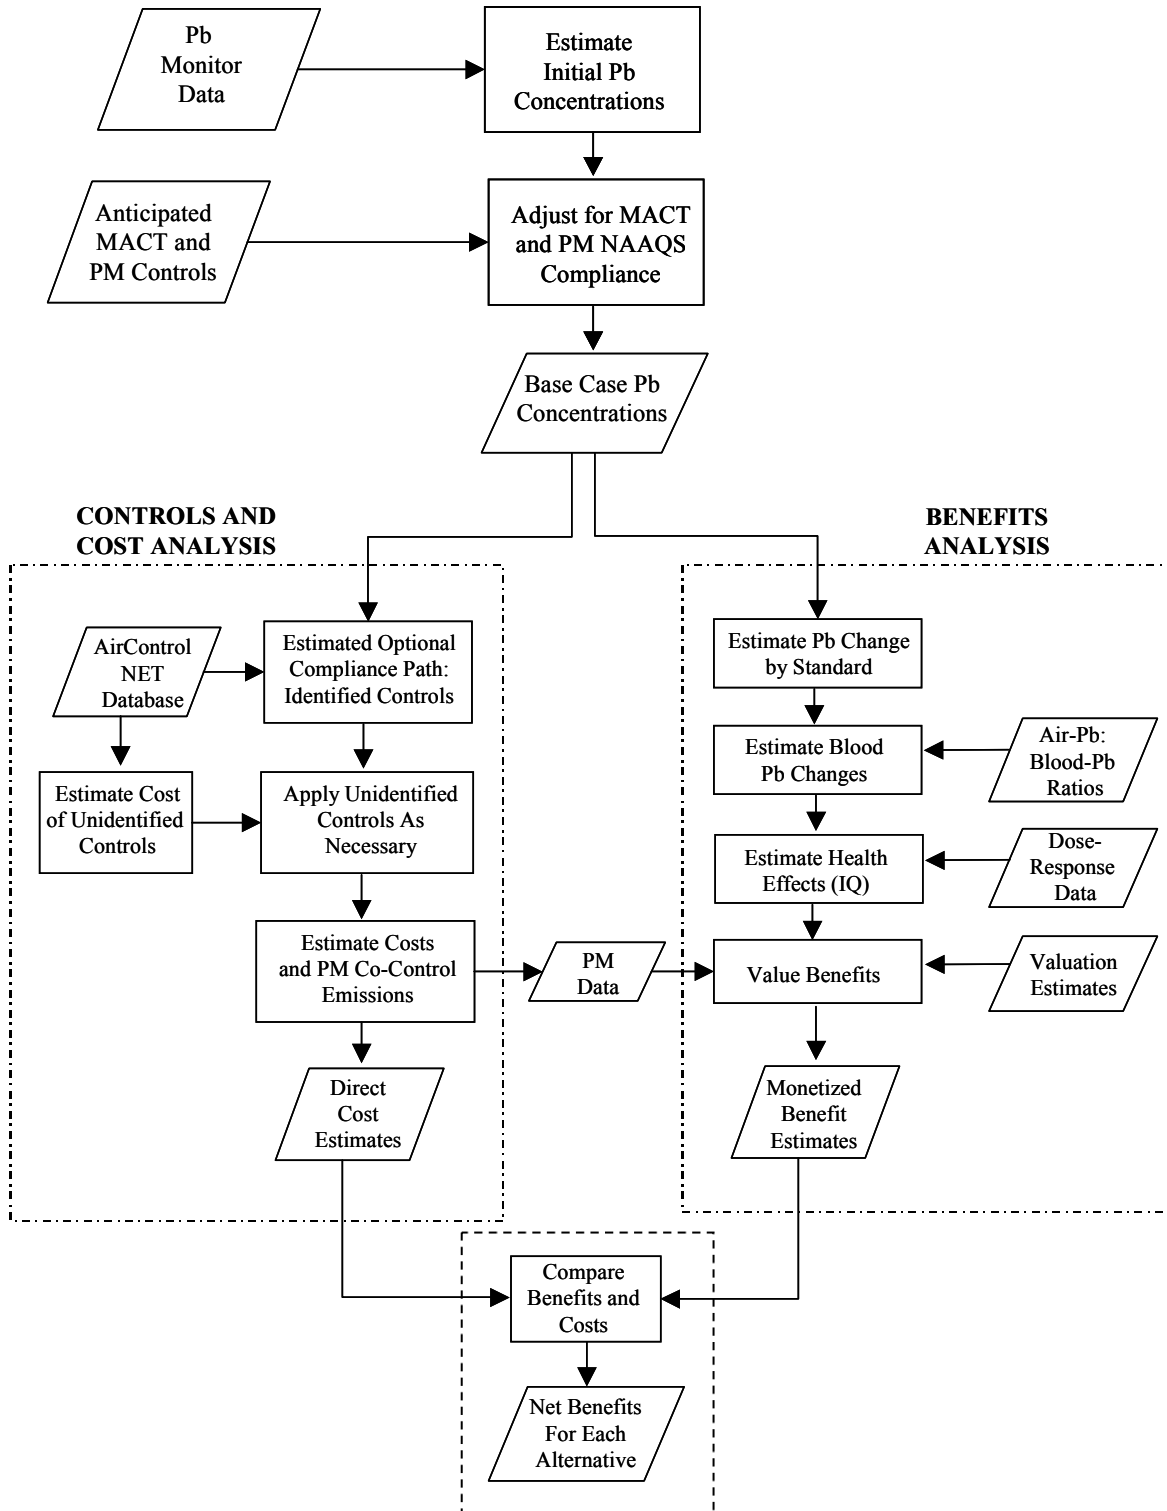 Pb
Monitor
Data
Estimate
Initial Pb
Concentrations
Anticipated
MACT and
PM Controls
Adjust for MACT
and PM NAAQS
Compliance
Base Case Pb
Concentrations
CONTROLS AND
COST ANALYSIS
BENEFITS
ANALYSIS
AirControl
NET
Database
Estimated Optional
Compliance Path:
Identified Controls
Estimate Cost
of Unidentified
Controls
Apply Unidentified
Controls As
Necessary
Estimate Costs
and PM Co-Control
Emissions
PM
Data
Direct
Cost
Estimates
Estimate Pb Change
by Standard
Estimate Blood
Pb Changes
Air-Pb:
Blood-Pb
Ratios
Estimate Health
Effects (IQ)
Dose-
Response
Data
Value Benefits
Valuation
Estimates
Monetized
Benefit
Estimates
Compare
Benefits and
Costs
Net Benefits
For Each
Alternative